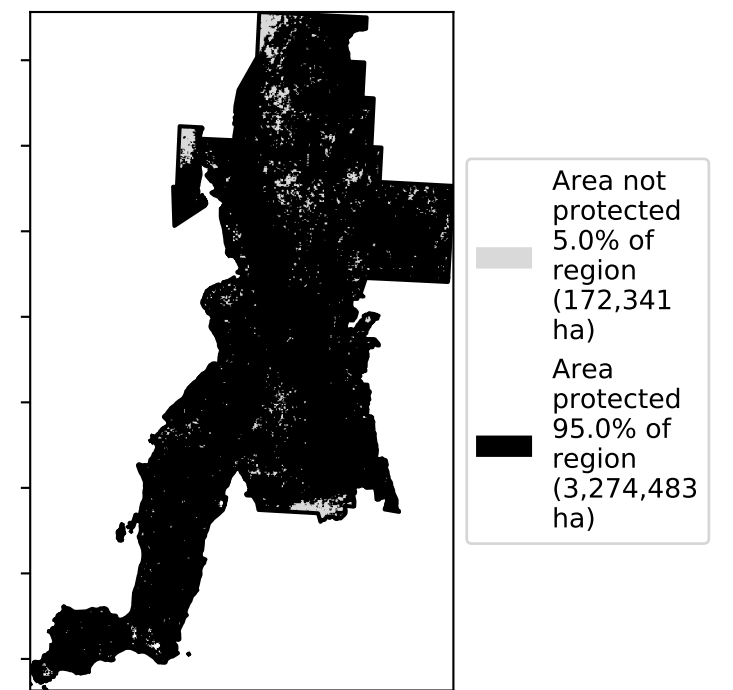 Area not
protected
5.0% of
region
(172,341
ha)
Area
protected
95.0% of
region
(3,274,483
ha)